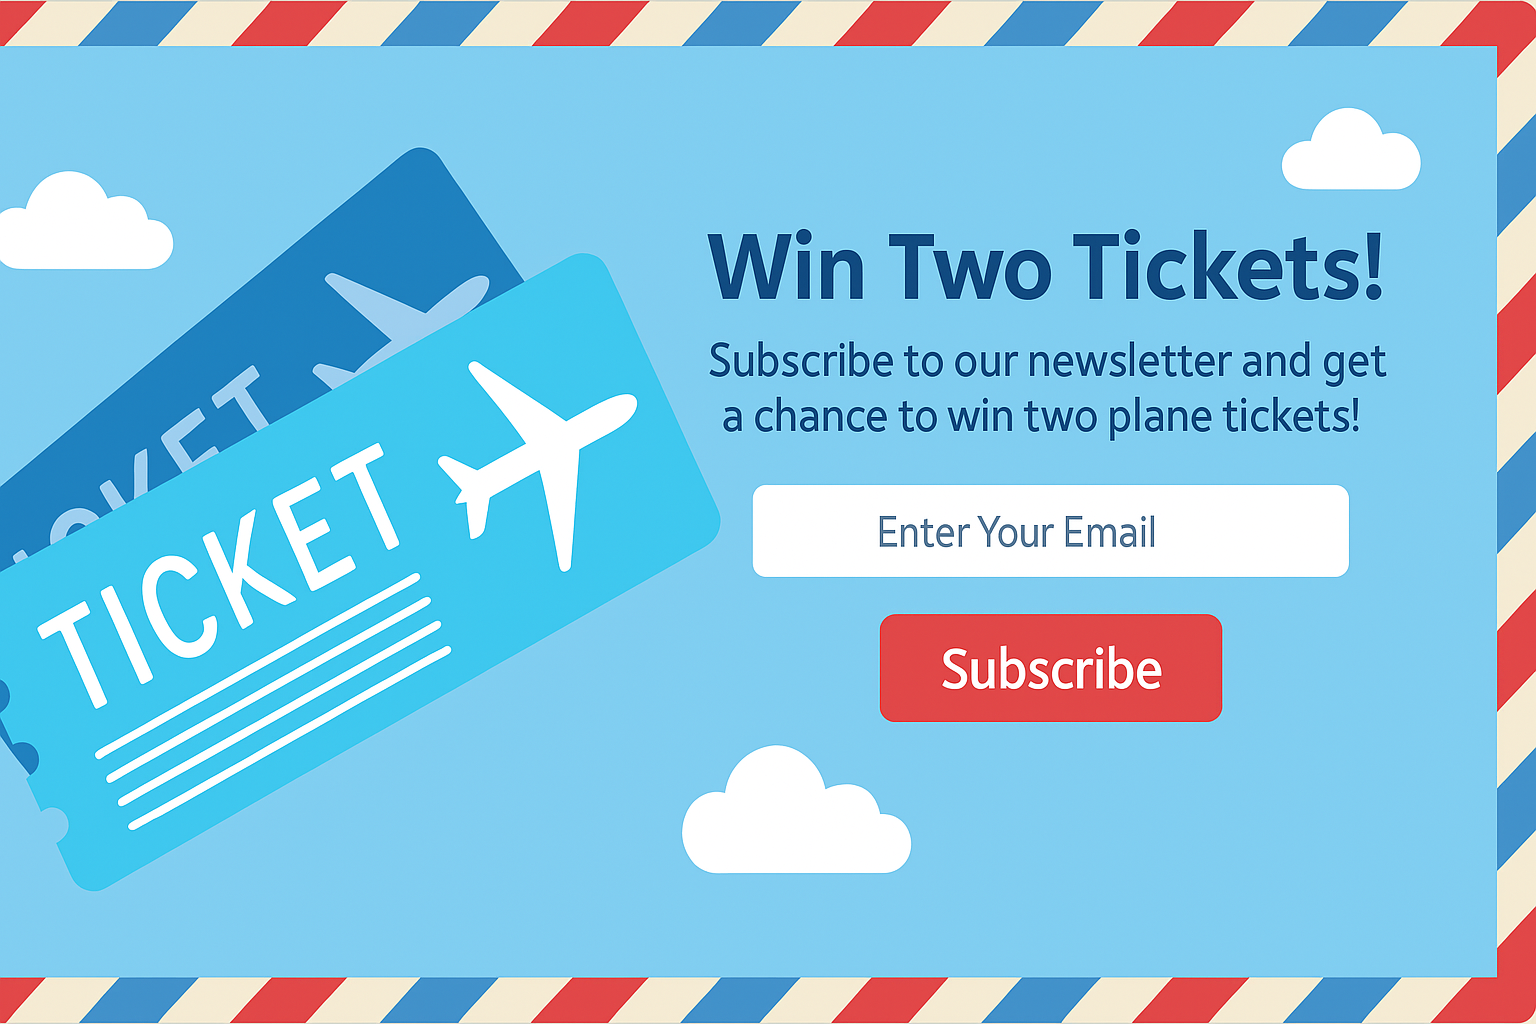 Win Two Tickets!
Subscribe to our newsletter and get
a chance to win two plane tickets!
Enter Your Email
Subscribe
TICKET
ICKET